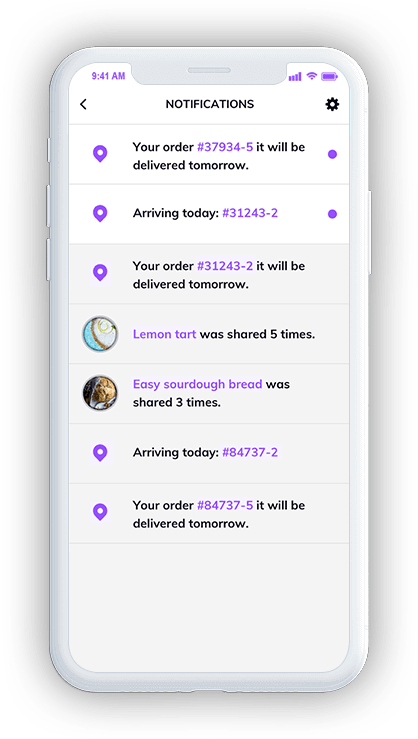 9:41 AM
NOTIFICATIONS
Your order #37934-5 it will be
delivered tomorrow.
Arriving today: #31243-2
Your order #31243-2 it will be
delivered tomorrow.
Lemon tart was shared 5 times.
Easy sourdough bread was
shared 3 times.
Arriving today: #84737-2
Your order #84737-5 it will be
delivered tomorrow.